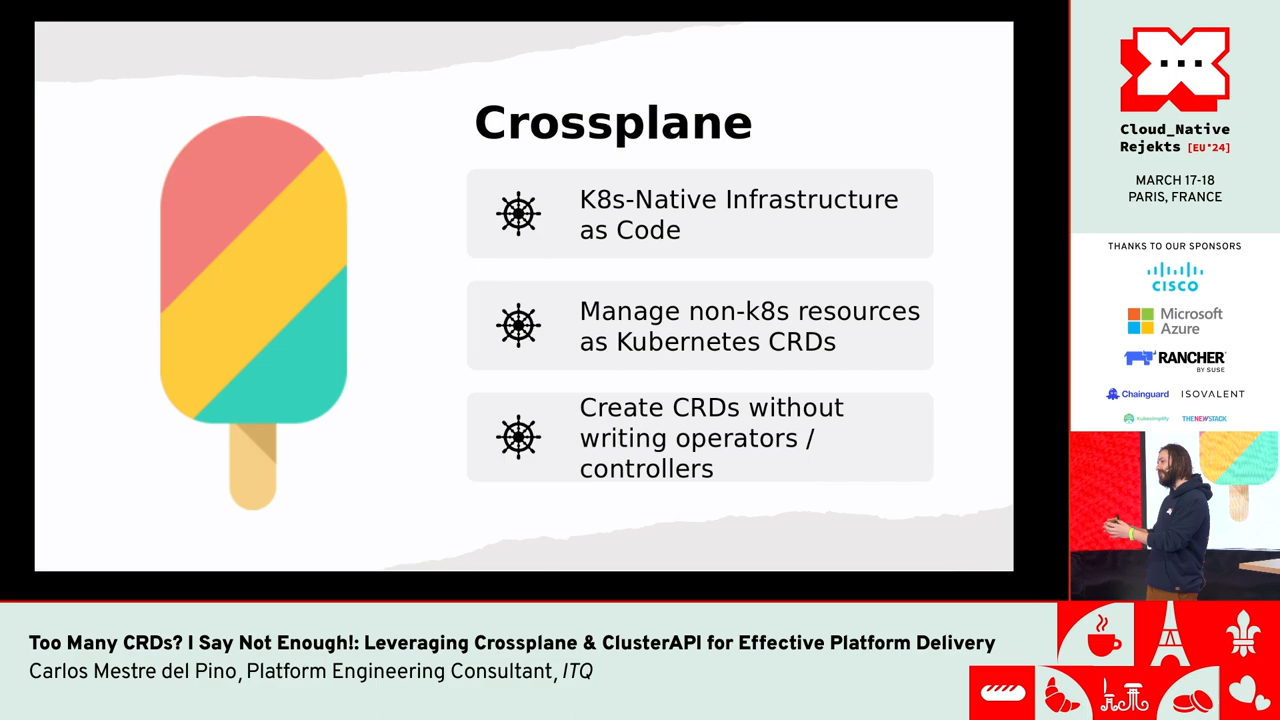 Crossplane
K8s-Native Infrastructure
as Code
Manage non-k8s resources
as Kubernetes CRDs
Create CRDs without
writing operators /
controllers
Cloud_Native
Rejekts [EU'24]
MARCH 17-18
PARIS, FRANCE
THANKS TO OUR SPONSORS
CISCO
Microsoft
Azure
RANCHER
BY SUSE
Chainguard
ISOVALENT
Kubesimplify
THENEWSTACK
Too Many CRDs? I Say Not Enough!: Leveraging Crossplane & ClusterAPI for Effective Platform Delivery
Carlos Mestre del Pino, Platform Engineering Consultant, ITQ